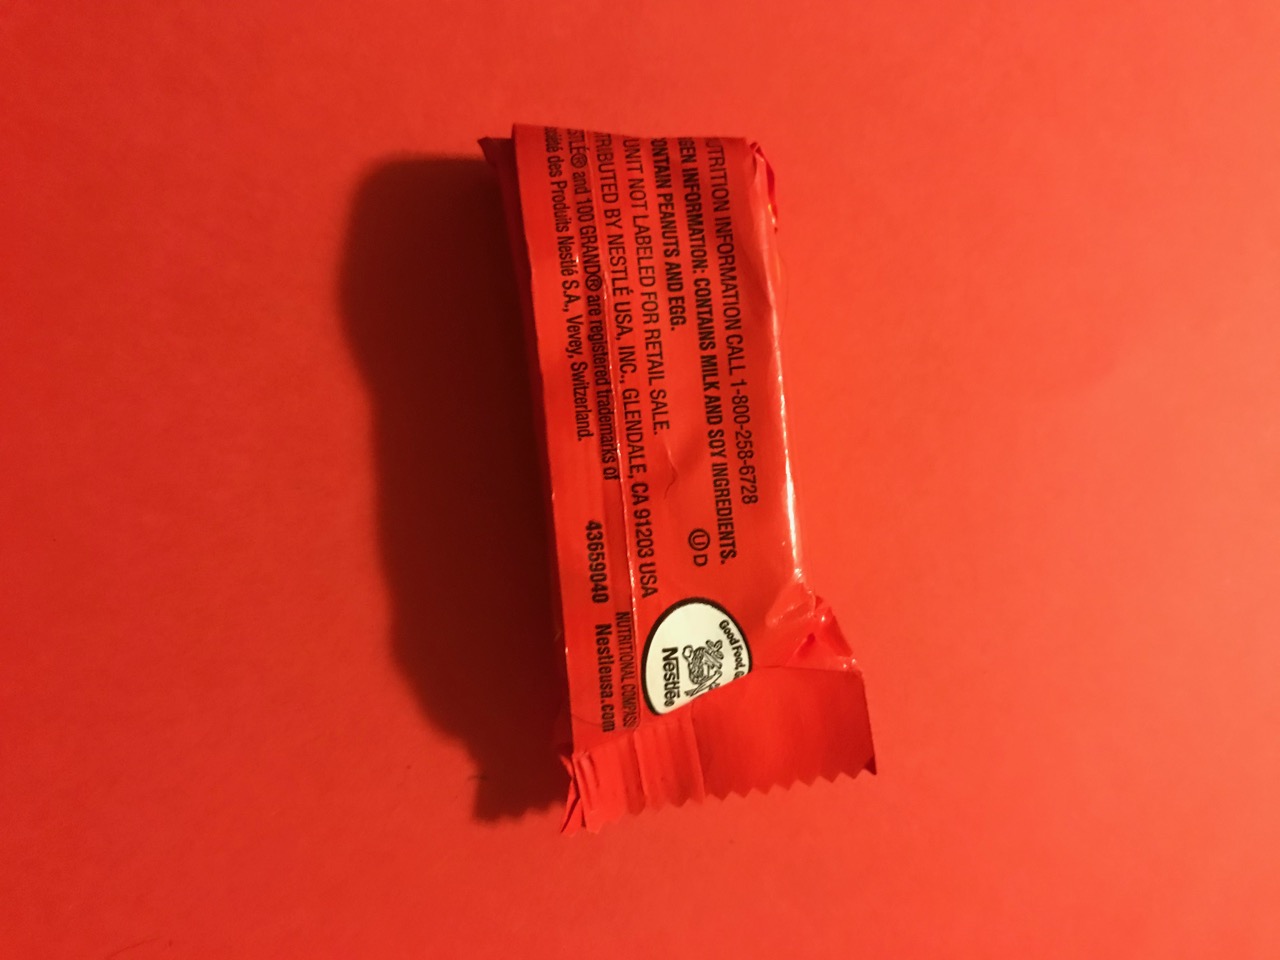 UTRITION INFORMATION CALL 1-800-258-6728
GEN INFORMATION: CONTAINS MILK AND SOY INGREDIENTS.
ONTAIN PEANUTS AND EGG.
Ⓤ D
UNIT NOT LABELED FOR RETAIL SALE.
TRIBUTED BY NESTLÉ USA, INC., GLENDALE, CA 91203 USA
STLÉ® and 100 GRAND® are registered trademarks of
ciété des Produits Nestlé S.A., Vevey, Switzerland.
43659040
Good Food, G
Nestlé®
NUTRITIONAL COMPASS
Nestleusa.com